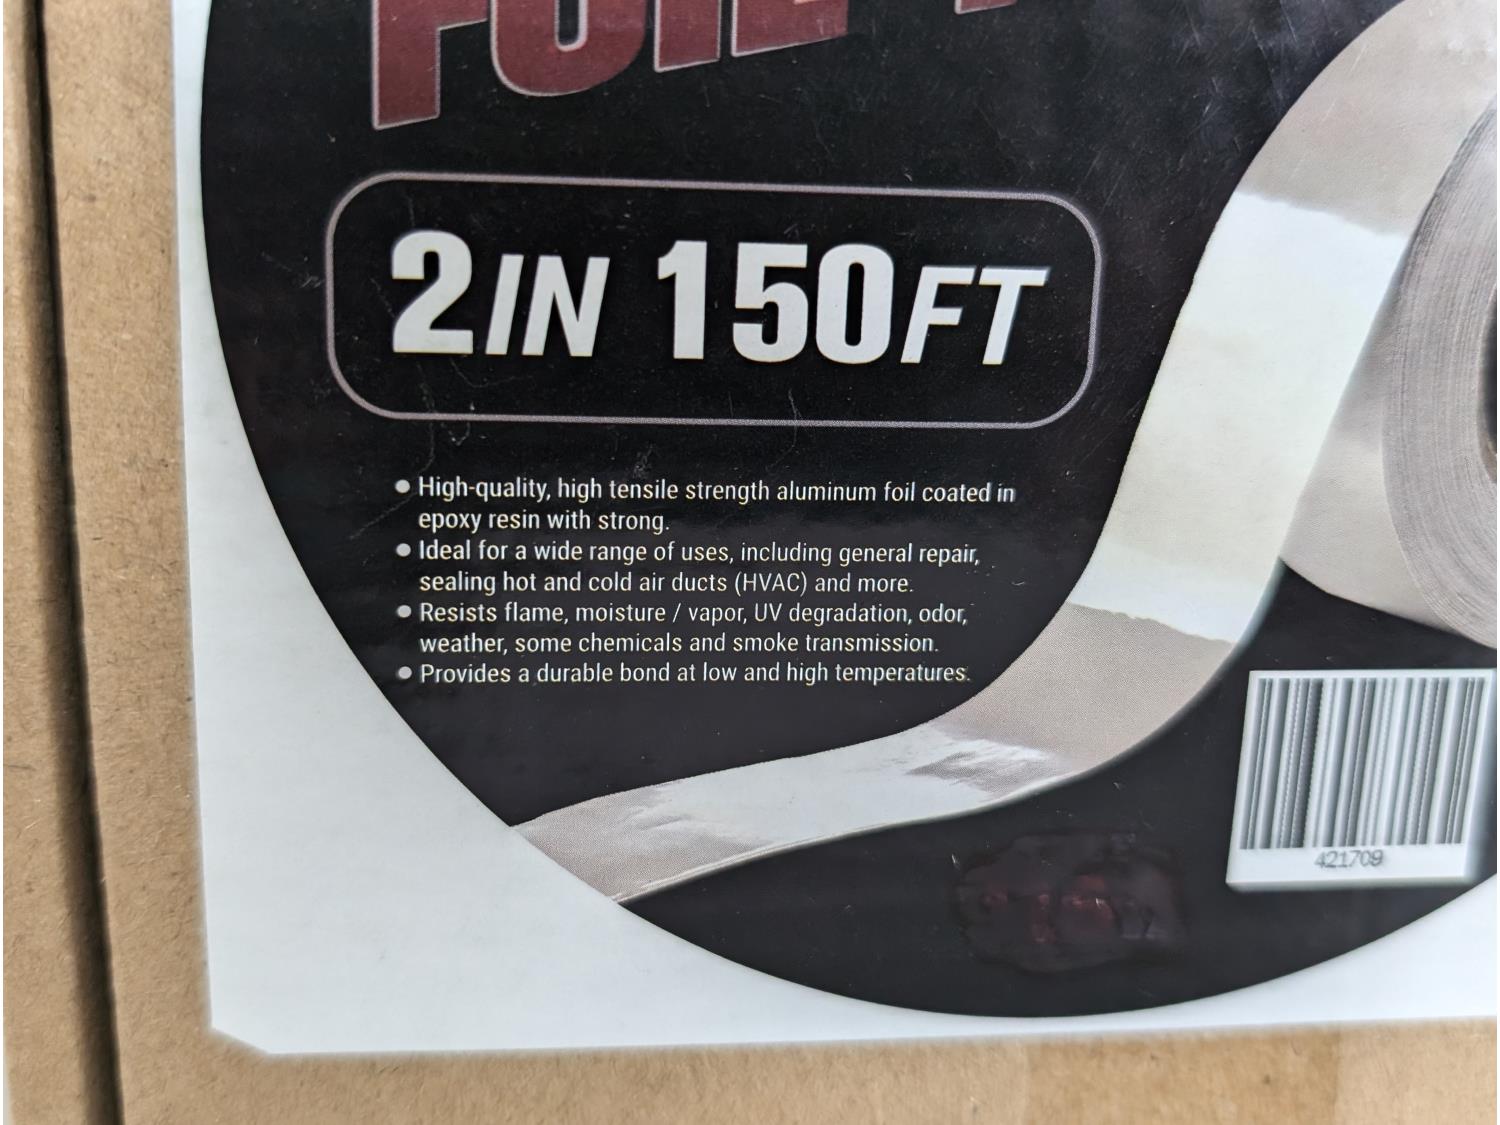 FOIL
2IN 150FT
● High-quality, high tensile strength aluminum foil coated in
epoxy resin with strong.
● Ideal for a wide range of uses, including general repair,
sealing hot and cold air ducts (HVAC) and more.
● Resists flame, moisture / vapor, UV degradation, odor,
weather, some chemicals and smoke transmission.
● Provides a durable bond at low and high temperatures.
421709